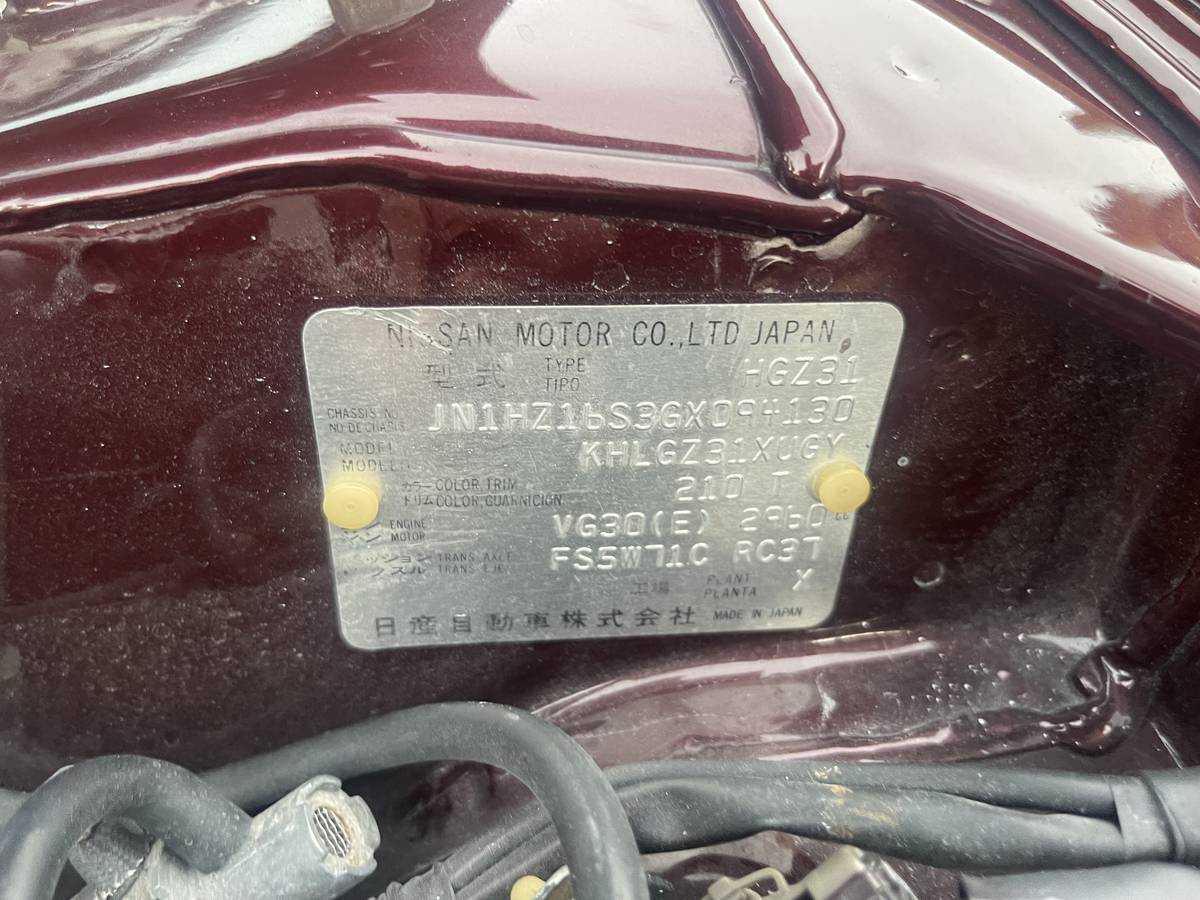 NISSAN MOTOR CO.,LTD JAPAN
型式 TYPE TIPO HGZ31
CHASSIS NO. NO.DE CHASIS JN1HZ16S3GX094130
MODEL MODELO KHLGZ31XUGY
カラー COLOR, TRIM
トリム COLOR, GUARNICION 210 T
ENGINE MOTOR VG30(E) 2960 cc
TRANS. AXLE TRANS. EJE FS5W71C RC37
工場 PLANT PLANTA X
日産自動車株式会社 MADE IN JAPAN